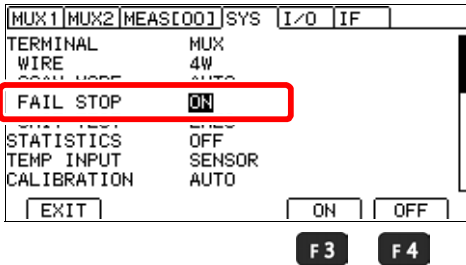 MUX1 MUX2 MEAS[00] SYS I/O IF
TERMINAL MUX
WIRE 4W
FAIL STOP ON
STATISTICS OFF
TEMP INPUT SENSOR
CALIBRATION AUTO
EXIT ON OFF
F3 F4